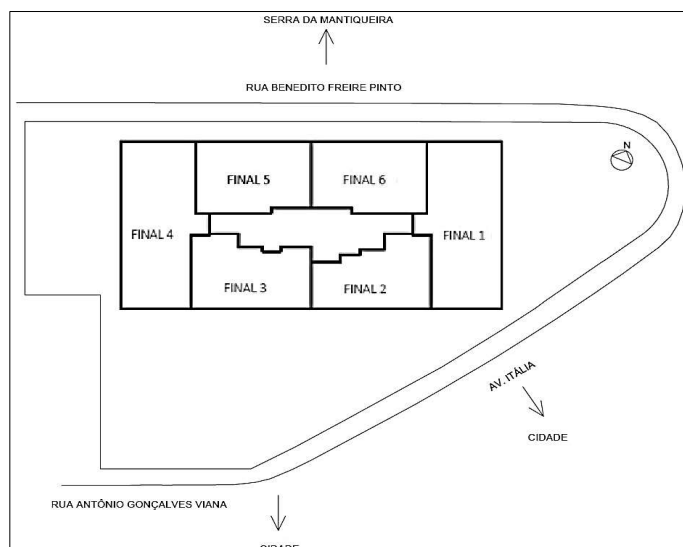 SERRA DA MANTIQUEIRA
RUA BENEDITO FREIRE PINTO
N
FINAL 5
FINAL 6
FINAL 4
FINAL 1
FINAL 3
FINAL 2
AV. ITÁLIA
CIDADE
RUA ANTÔNIO GONÇALVES VIANA
CIDADE